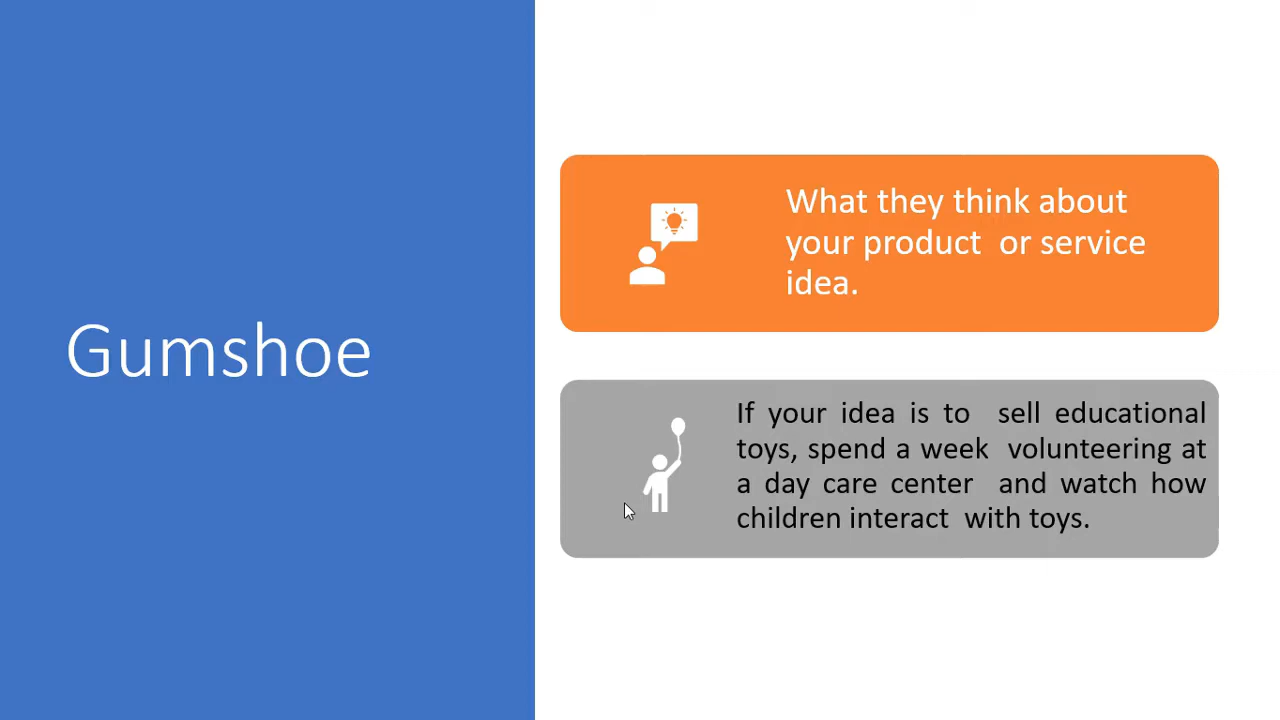 Gumshoe
What they think about
your product or service
idea.
If your idea is to sell educational
toys, spend a week volunteering at
a day care center and watch how
children interact with toys.